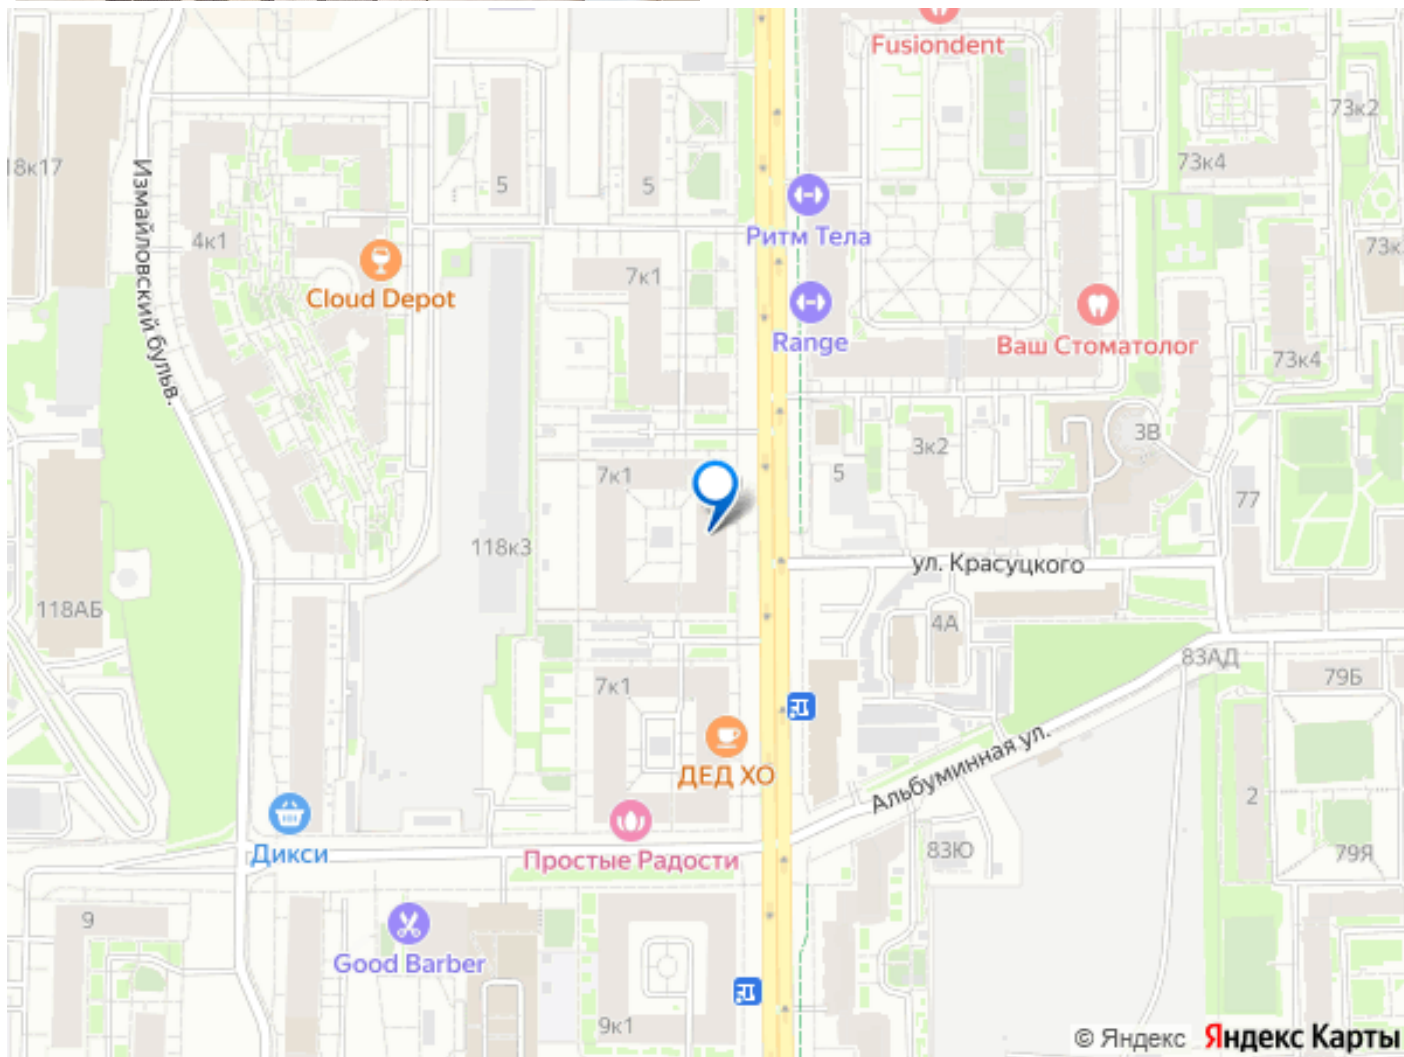 Fusiondent
73к2
18к17
73к4
5
5
Измайловский бульв.
Ритм Тела
4к1
73к
7к1
Cloud Depot
Range
Ваш Стоматолог
73к4
3В
3к2
7к1
5
77
118к3
ул. Красуцкого
118АБ
4А
83АД
79Б
7к1
Альбуминная ул.
ДЕД ХО
2
Дикси
Простые Радости
83Ю
79Я
9
Good Barber
9к1
© Яндекс Яндекс Карты